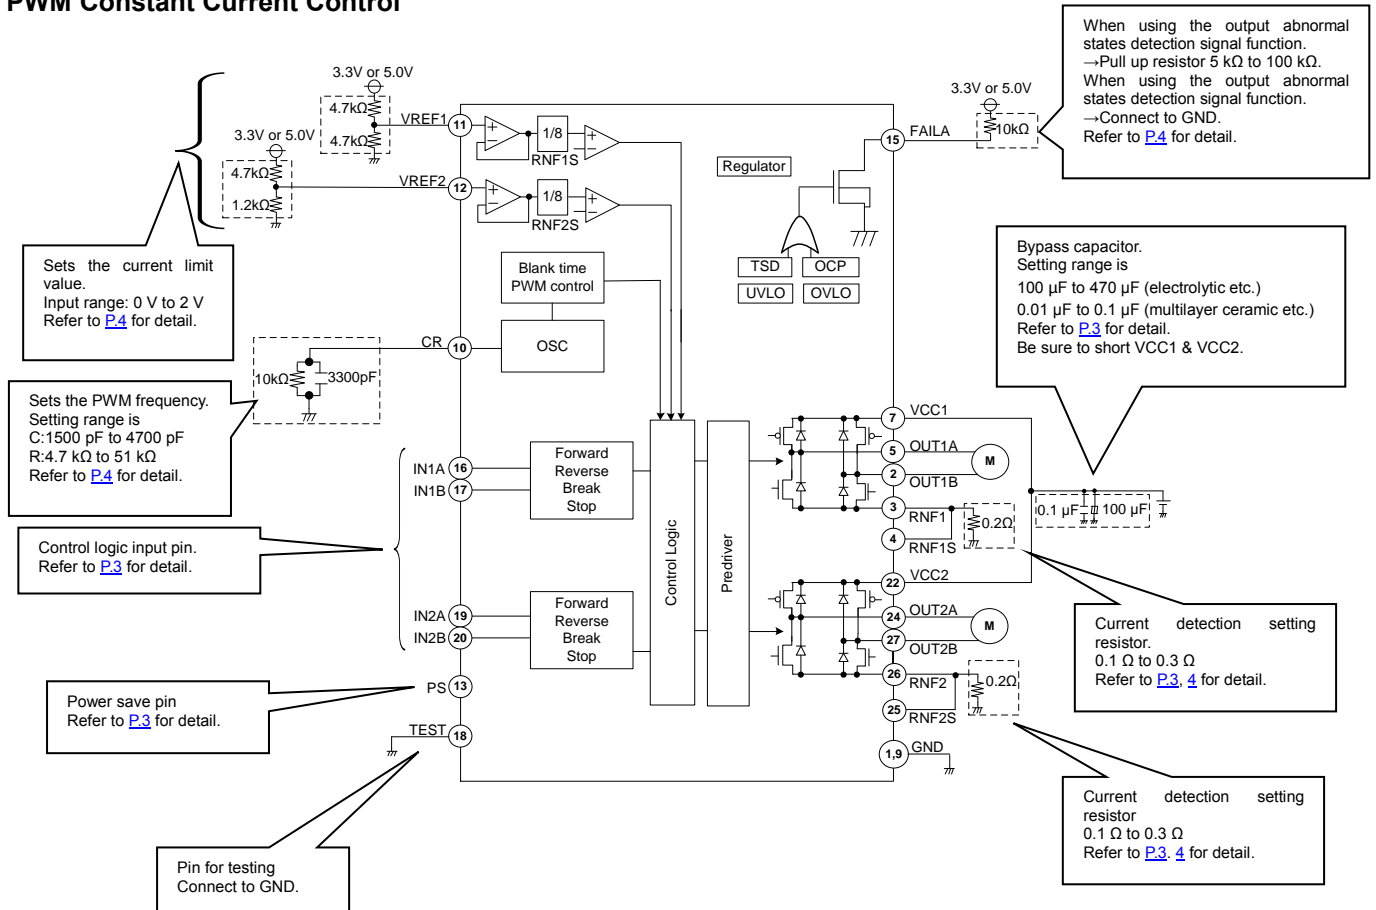 PWM Constant Current Control
When using the output abnormal
states detection signal function.
→Pull up resistor 5 kΩ to 100 kΩ.
When using the output abnormal
states detection signal function.
→Connect to GND.
Refer to P.4 for detail.
3.3V or 5.0V
4.7kΩ
4.7kΩ
VREF1
11
1/8
RNF1S
3.3V or 5.0V
4.7kΩ
1.2kΩ
VREF2
12
1/8
RNF2S
3.3V or 5.0V
10kΩ
15
FAILA
Regulator
TSD
OCP
UVLO
OVLO
Sets the current limit
value.
Input range: 0 V to 2 V
Refer to P.4 for detail.
Bypass capacitor.
Setting range is
100 µF to 470 µF (electrolytic etc.)
0.01 µF to 0.1 µF (multilayer ceramic etc.)
Refer to P.3 for detail.
Be sure to short VCC1 & VCC2.
Blank time
PWM control
OSC
CR
10
10kΩ
3300pF
Sets the PWM frequency.
Setting range is
C:1500 pF to 4700 pF
R:4.7 kΩ to 51 kΩ
Refer to P.4 for detail.
IN1A
16
IN1B
17
Forward
Reverse
Break
Stop
Control Logic
Predriver
7
VCC1
5
OUT1A
2
OUT1B
M
3
RNF1
4
RNF1S
0.2Ω
0.1 µF
100 µF
Control logic input pin.
Refer to P.3 for detail.
IN2A
19
IN2B
20
Forward
Reverse
Break
Stop
22
VCC2
24
OUT2A
27
OUT2B
M
26
RNF2
25
RNF2S
0.2Ω
1,9
GND
Current detection setting
resistor.
0.1 Ω to 0.3 Ω
Refer to P.3, 4 for detail.
PS
13
Power save pin
Refer to P.3 for detail.
TEST
18
Current detection setting
resistor
0.1 Ω to 0.3 Ω
Refer to P.3. 4 for detail.
Pin for testing
Connect to GND.